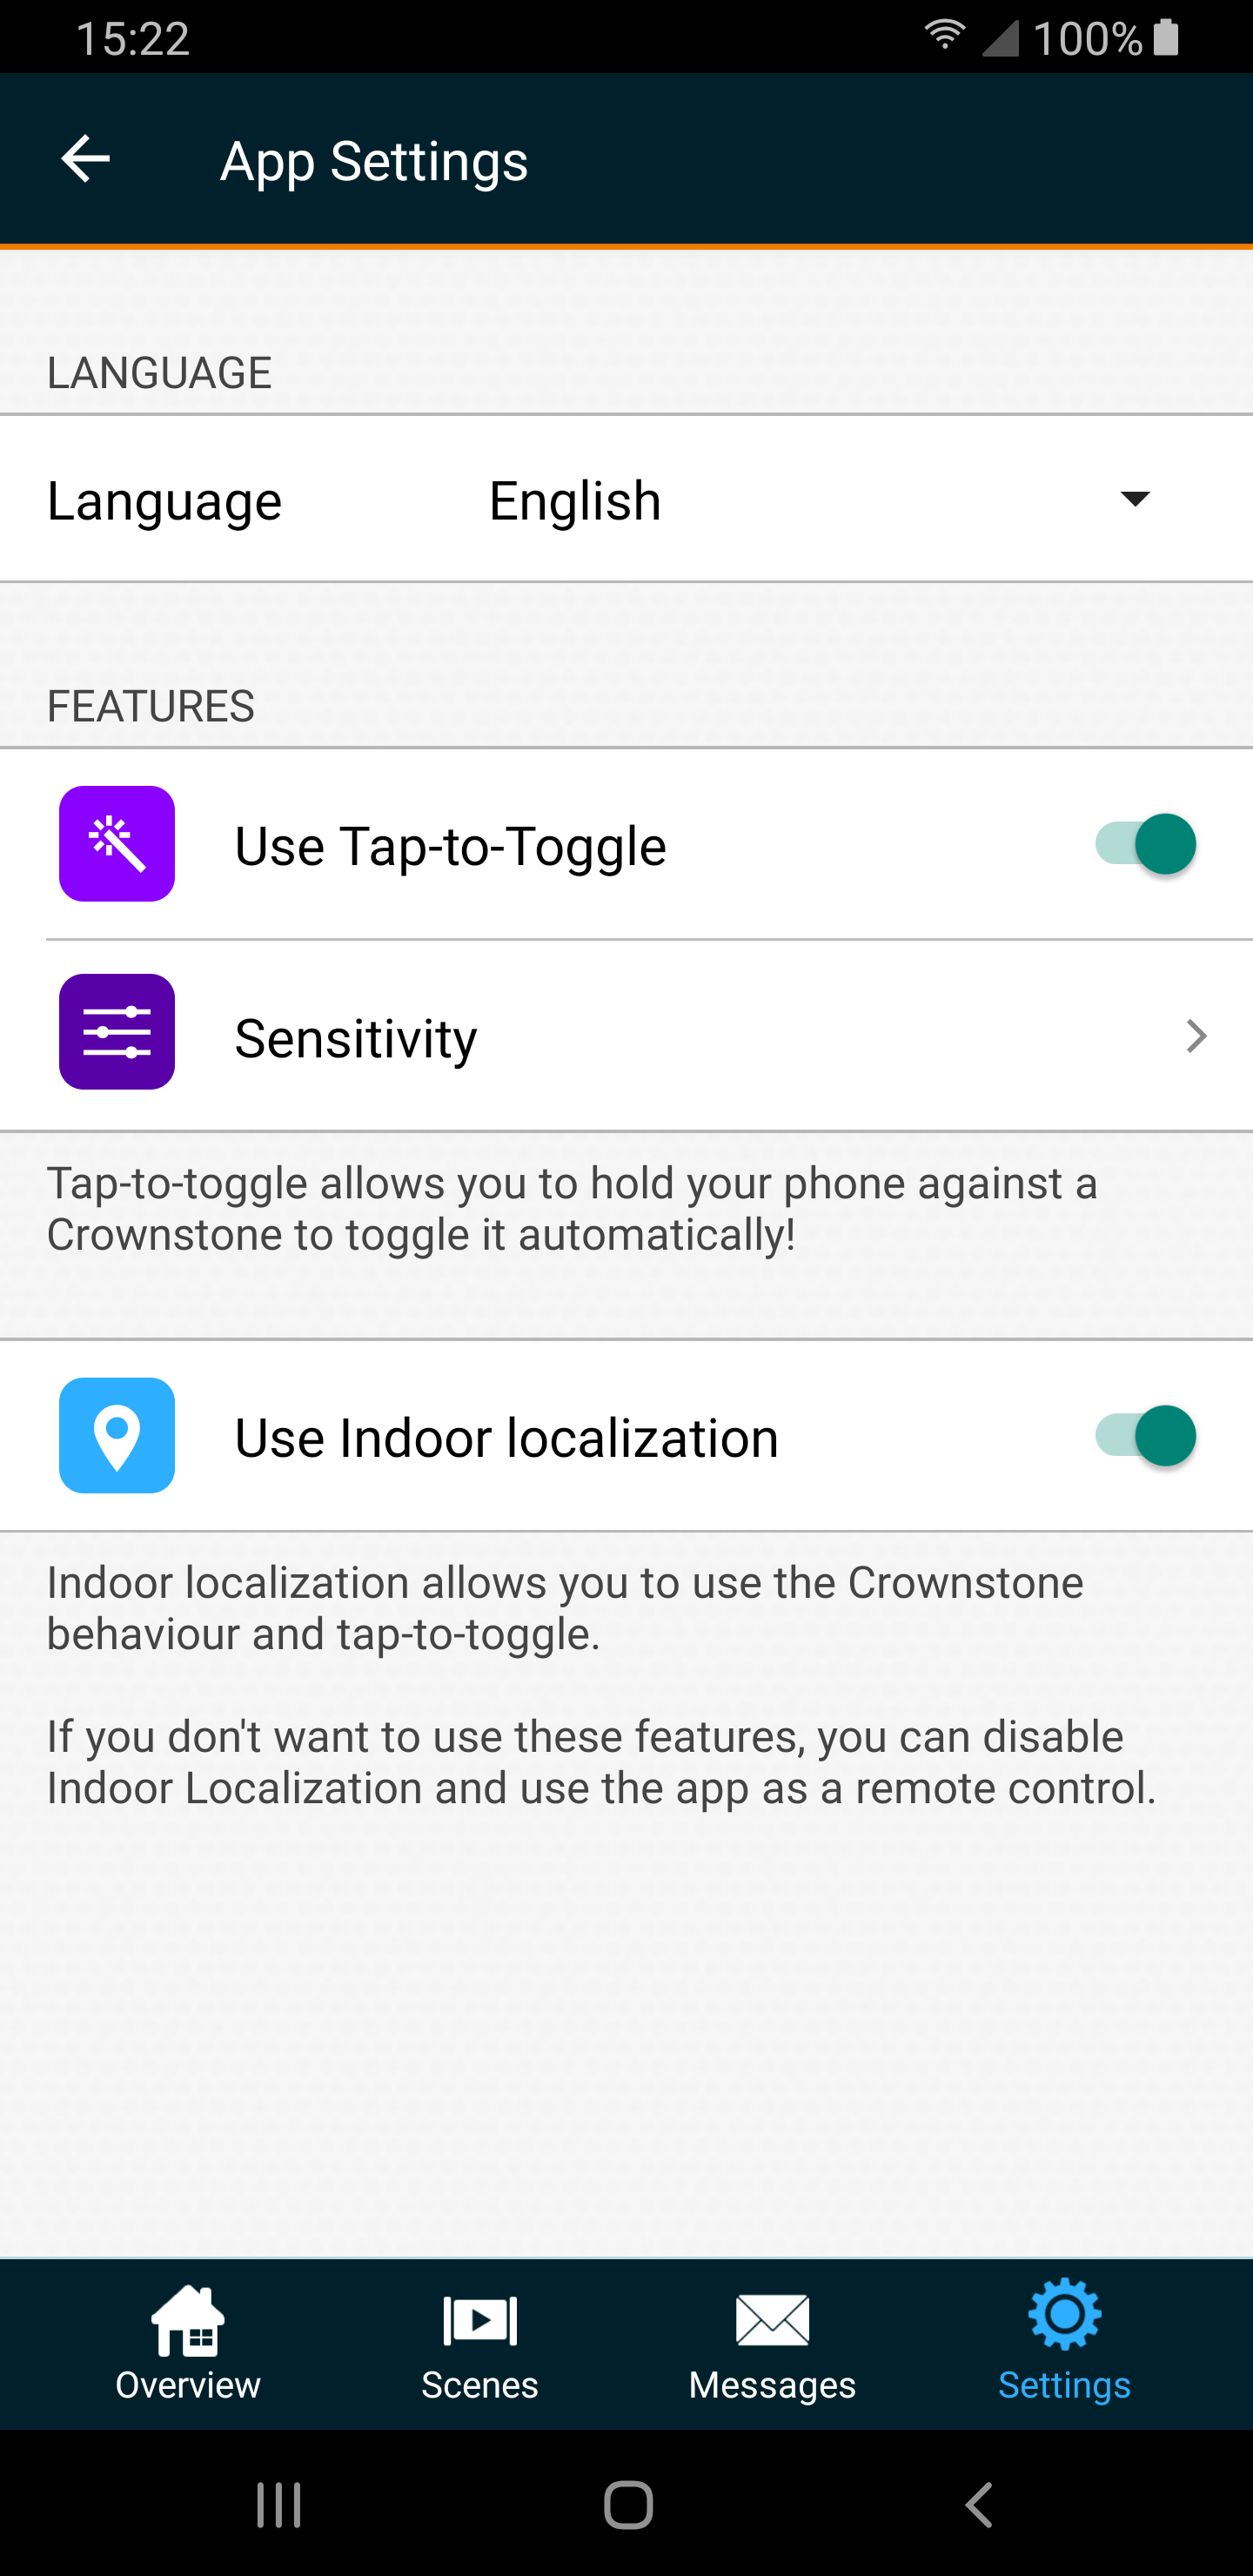 15:22 100%
App Settings
LANGUAGE
Language English
FEATURES
Use Tap-to-Toggle
Sensitivity
Tap-to-toggle allows you to hold your phone against a
Crownstone to toggle it automatically!
Use Indoor localization
Indoor localization allows you to use the Crownstone
behaviour and tap-to-toggle.
If you don't want to use these features, you can disable
Indoor Localization and use the app as a remote control.
Overview Scenes Messages Settings